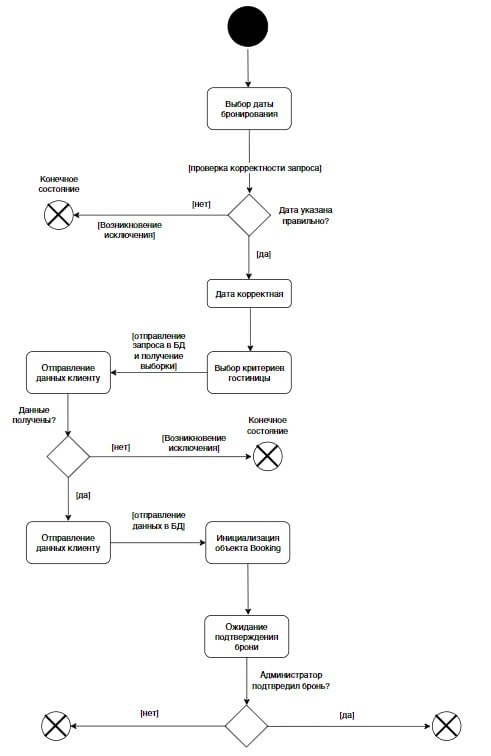 Выбор даты
бронирования
[проверка корректности запроса]
Конечное
состояние
[нет]
Дата указана
правильно?
[Возникновение
исключения]
[да]
Дата корректная
[отправление
запроса в БД
и получение
выборки]
Отправление
данных клиенту
Выбор критериев
гостиницы
Данные
получены?
Конечное
состояние
[нет]
[Возникновение
исключения]
[да]
[отправление
данных в БД]
Отправление
данных клиенту
Инициализация
объекта Booking
Ожидание
подтверждения
брони
Администратор
подтвредил бронь?
[нет]
[да]